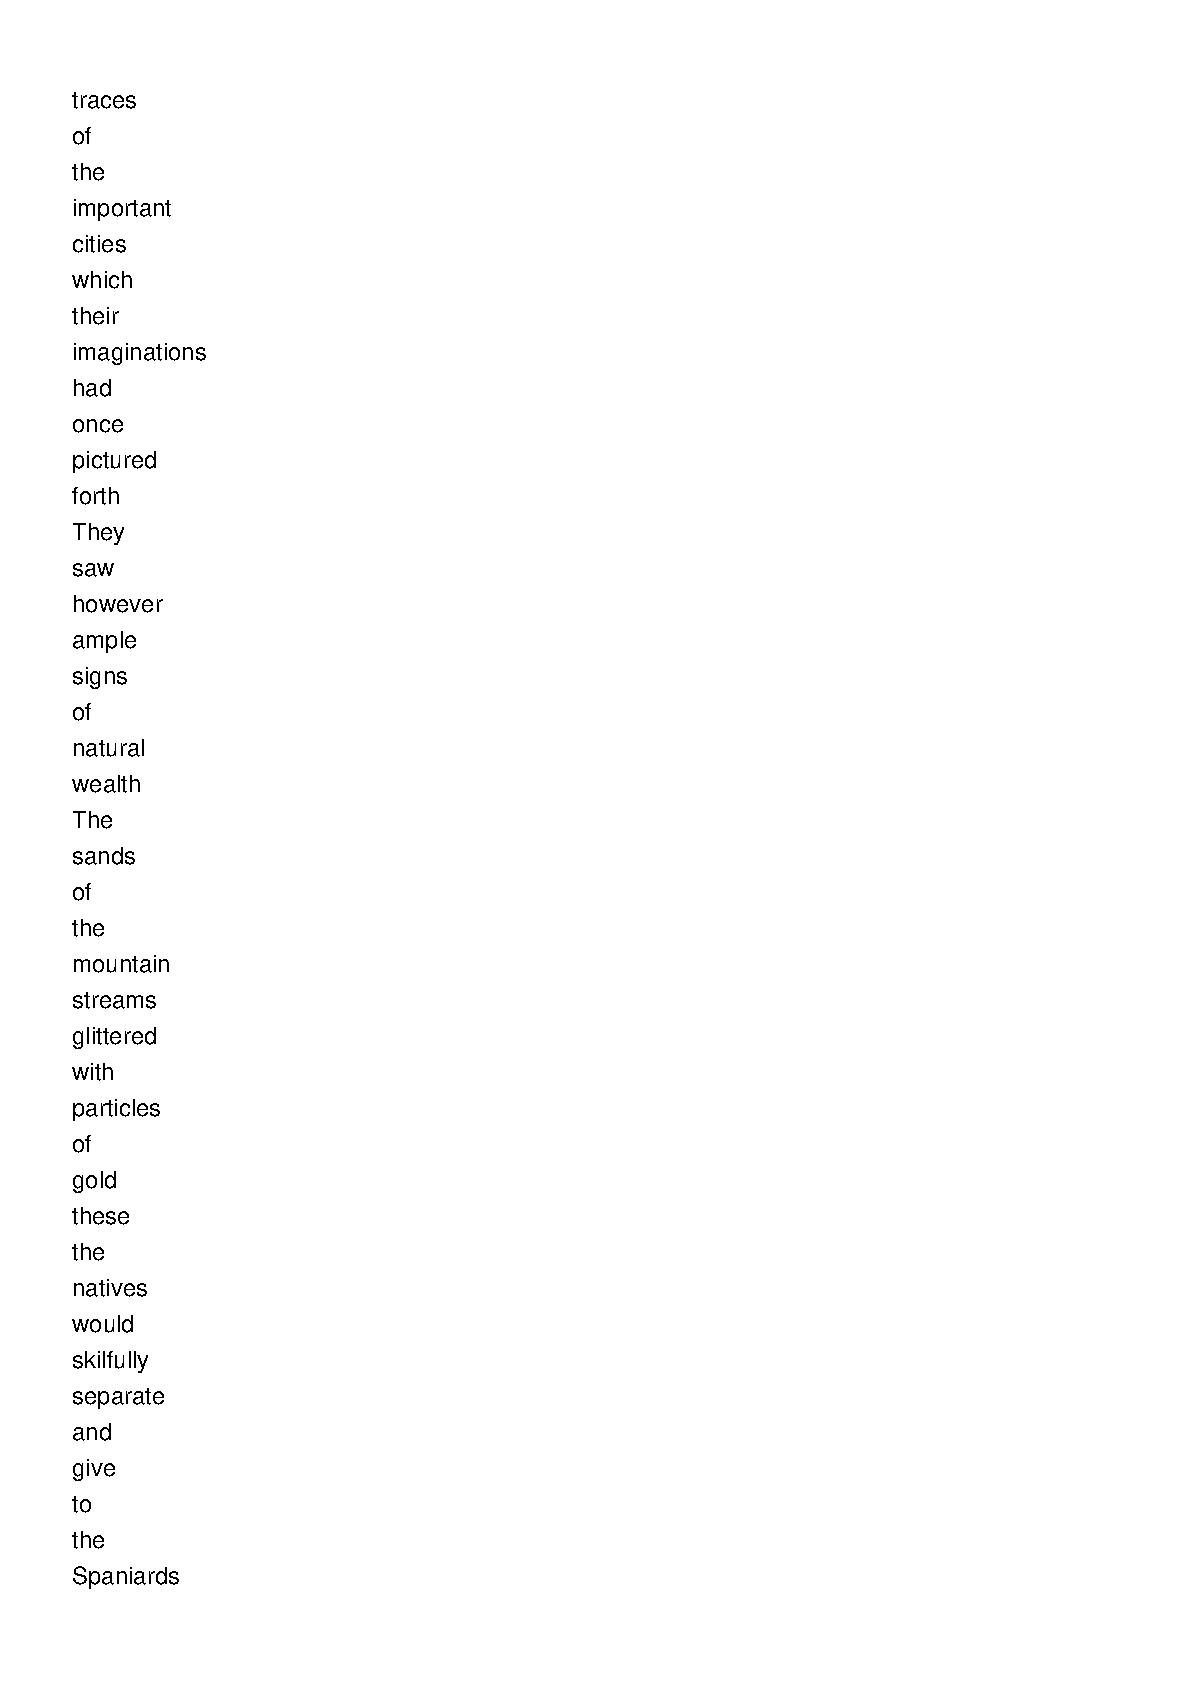 traces
of
the
important
cities
which
their
imaginations
had
once
pictured
forth
They
saw
however
ample
signs
of
natural
wealth
The
sands
of
the
mountain
streams
glittered
with
particles
of
gold
these
the
natives
would
skilfully
separate
and
give
to
the
Spaniards